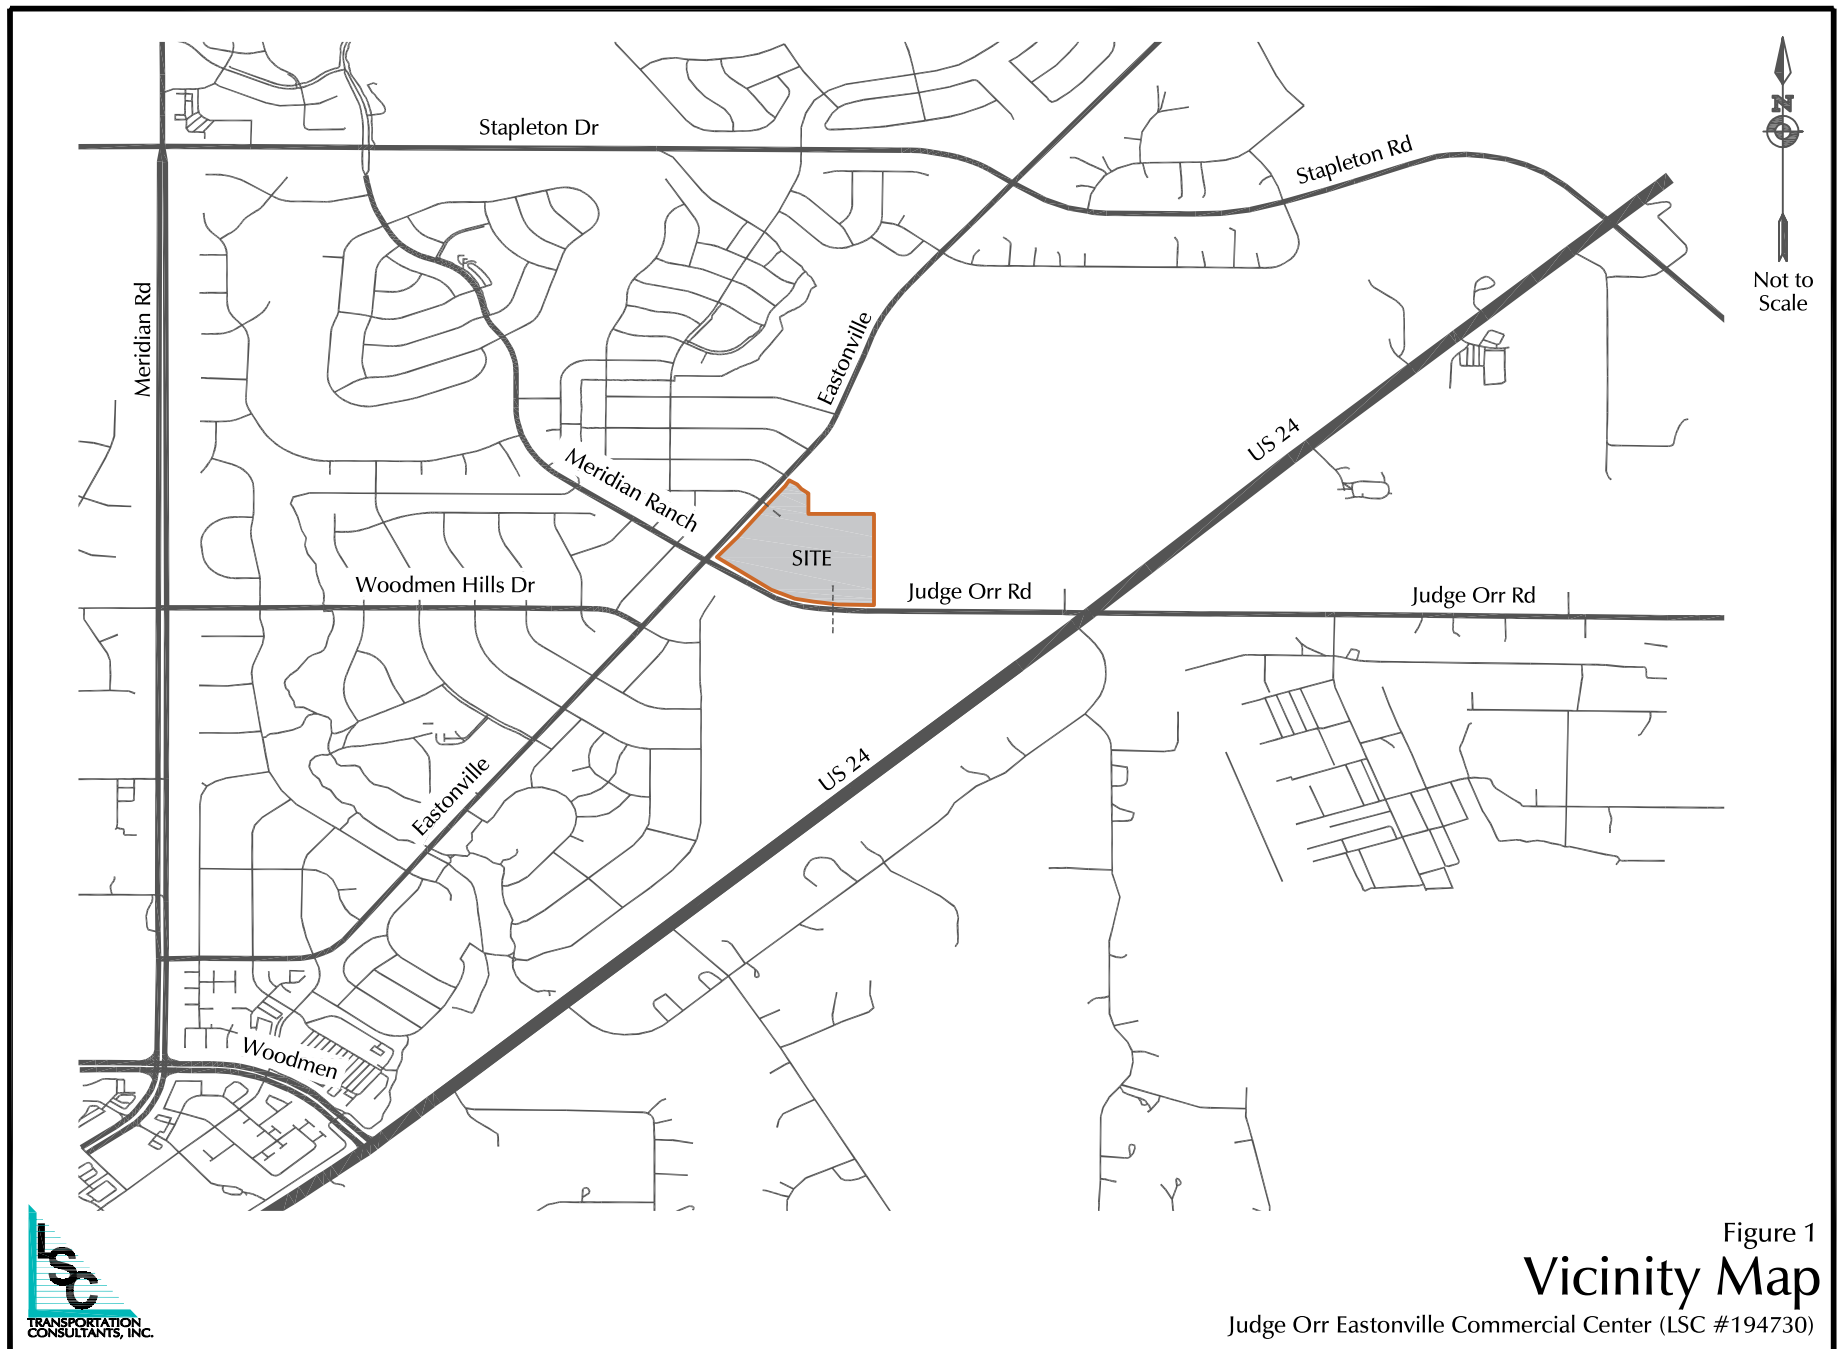 Stapleton Dr
Stapleton Rd
N
Not to
Scale
Meridian Rd
Eastonville
US 24
Meridian Ranch
SITE
Woodmen Hills Dr
Judge Orr Rd
Judge Orr Rd
US 24
Eastonville
Woodmen
LSC
TRANSPORTATION
CONSULTANTS, INC.
Figure 1
Vicinity Map
Judge Orr Eastonville Commercial Center (LSC #194730)